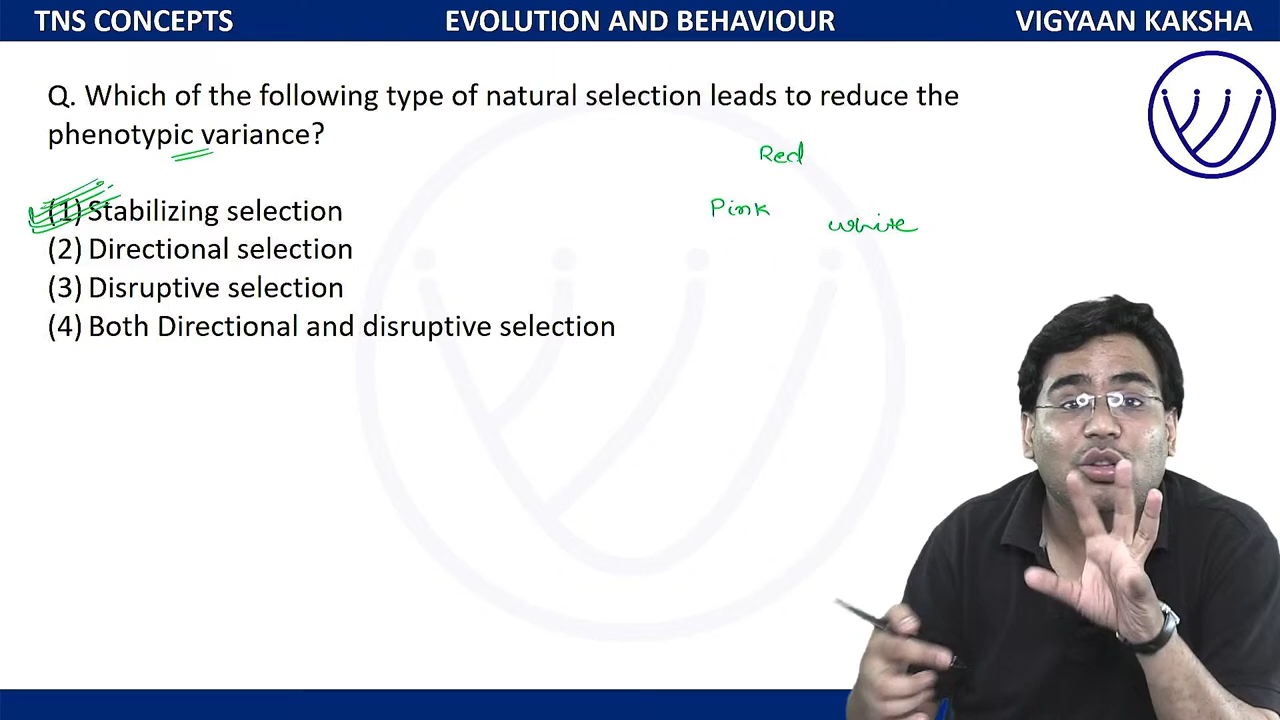 TNS CONCEPTS EVOLUTION AND BEHAVIOUR VIGYAAN KAKSHA
Q. Which of the following type of natural selection leads to reduce the
phenotypic variance?
Red
Pink
white
(1) Stabilizing selection
(2) Directional selection
(3) Disruptive selection
(4) Both Directional and disruptive selection